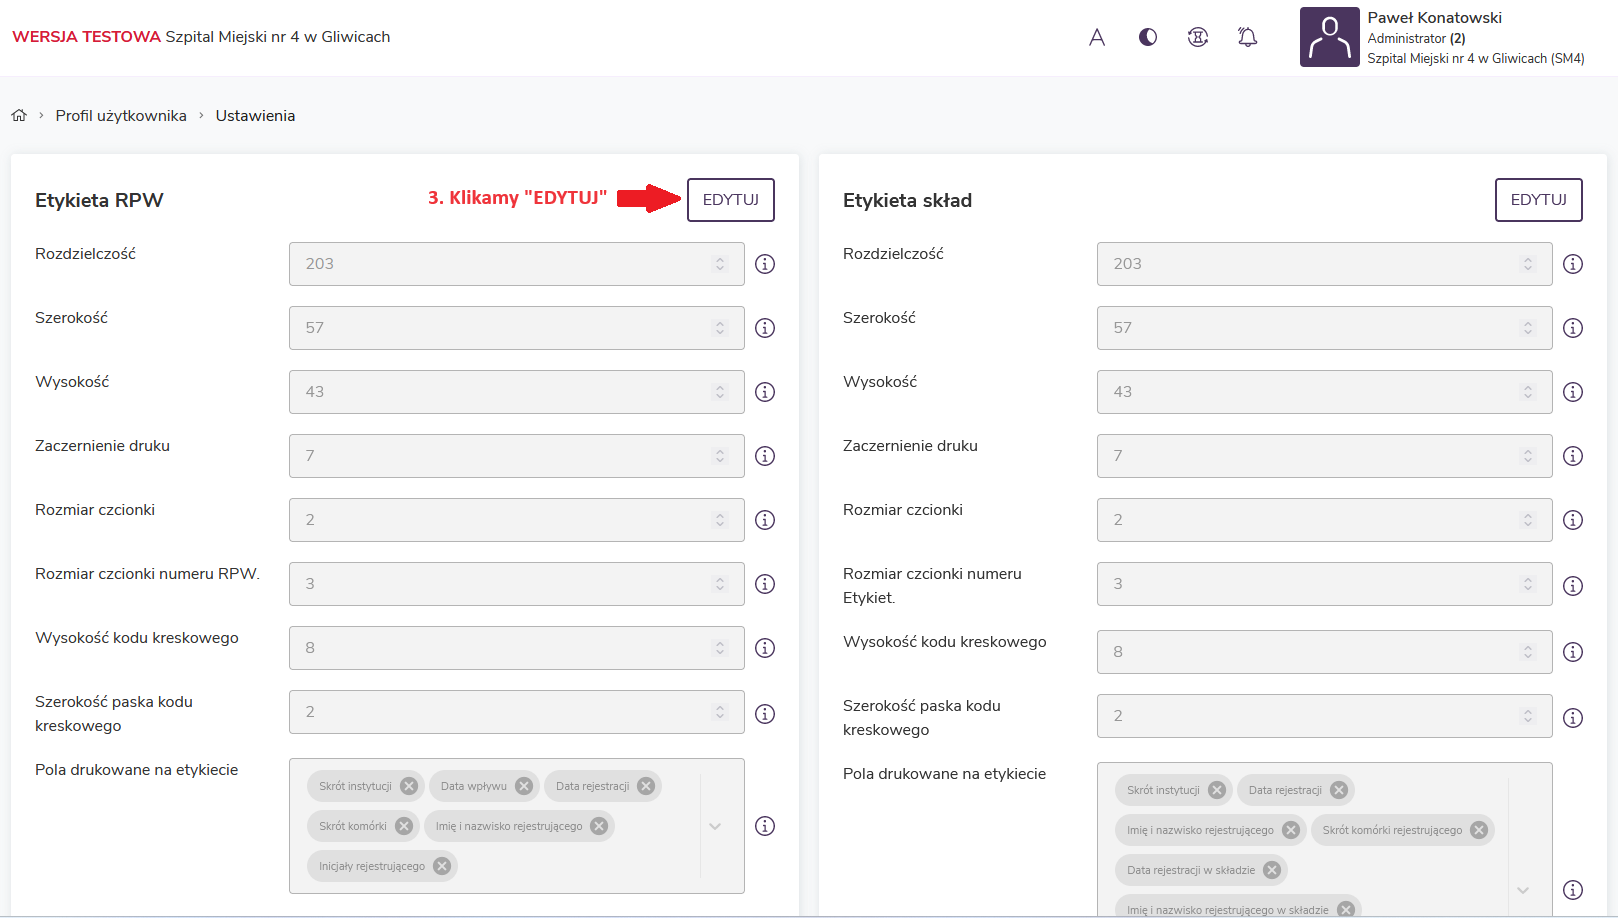 WERSJA TESTOWA Szpital Miejski nr 4 w Gliwicach
Paweł Konatowski
Administrator (2)
Szpital Miejski nr 4 w Gliwicach (SM4)
Profil użytkownika
Ustawienia
Etykieta RPW
3. Klikamy "EDYTUJ"
EDYTUJ
Rozdzielczość
203
Szerokość
57
Wysokość
43
Zaczernienie druku
7
Rozmiar czcionki
2
Rozmiar czcionki numeru RPW.
3
Wysokość kodu kreskowego
8
Szerokość paska kodu
kreskowego
2
Pola drukowane na etykiecie
Skrót instytucji
Data wpływu
Data rejestracji
Skrót komórki
Imię i nazwisko rejestrującego
Inicjały rejestrującego
Etykieta skład
EDYTUJ
Rozdzielczość
203
Szerokość
57
Wysokość
43
Zaczernienie druku
7
Rozmiar czcionki
2
Rozmiar czcionki numeru
Etykiet.
3
Wysokość kodu kreskowego
8
Szerokość paska kodu
kreskowego
2
Pola drukowane na etykiecie
Skrót instytucji
Data rejestracji
Imię i nazwisko rejestrującego
Skrót komórki rejestrującego
Data rejestracji w składzie
Imię i nazwisko rejestrującego w składzie